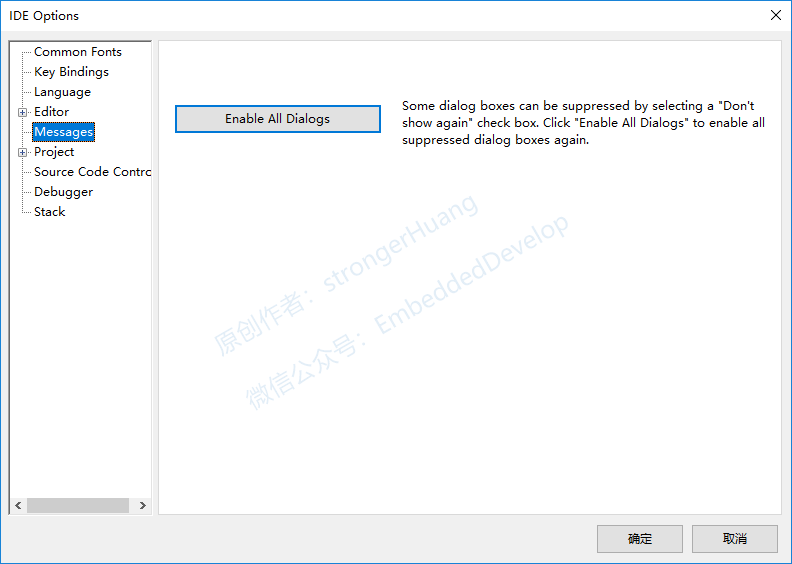 IDE Options
Common Fonts
Key Bindings
Language
Editor
Messages
Project
Source Code Contro
Debugger
Stack
Enable All Dialogs
Some dialog boxes can be suppressed by selecting a "Don't
show again" check box. Click "Enable All Dialogs" to enable all
suppressed dialog boxes again.
原创作者：strongerHuang
微信公众号：EmbeddedDevelop
确定
取消